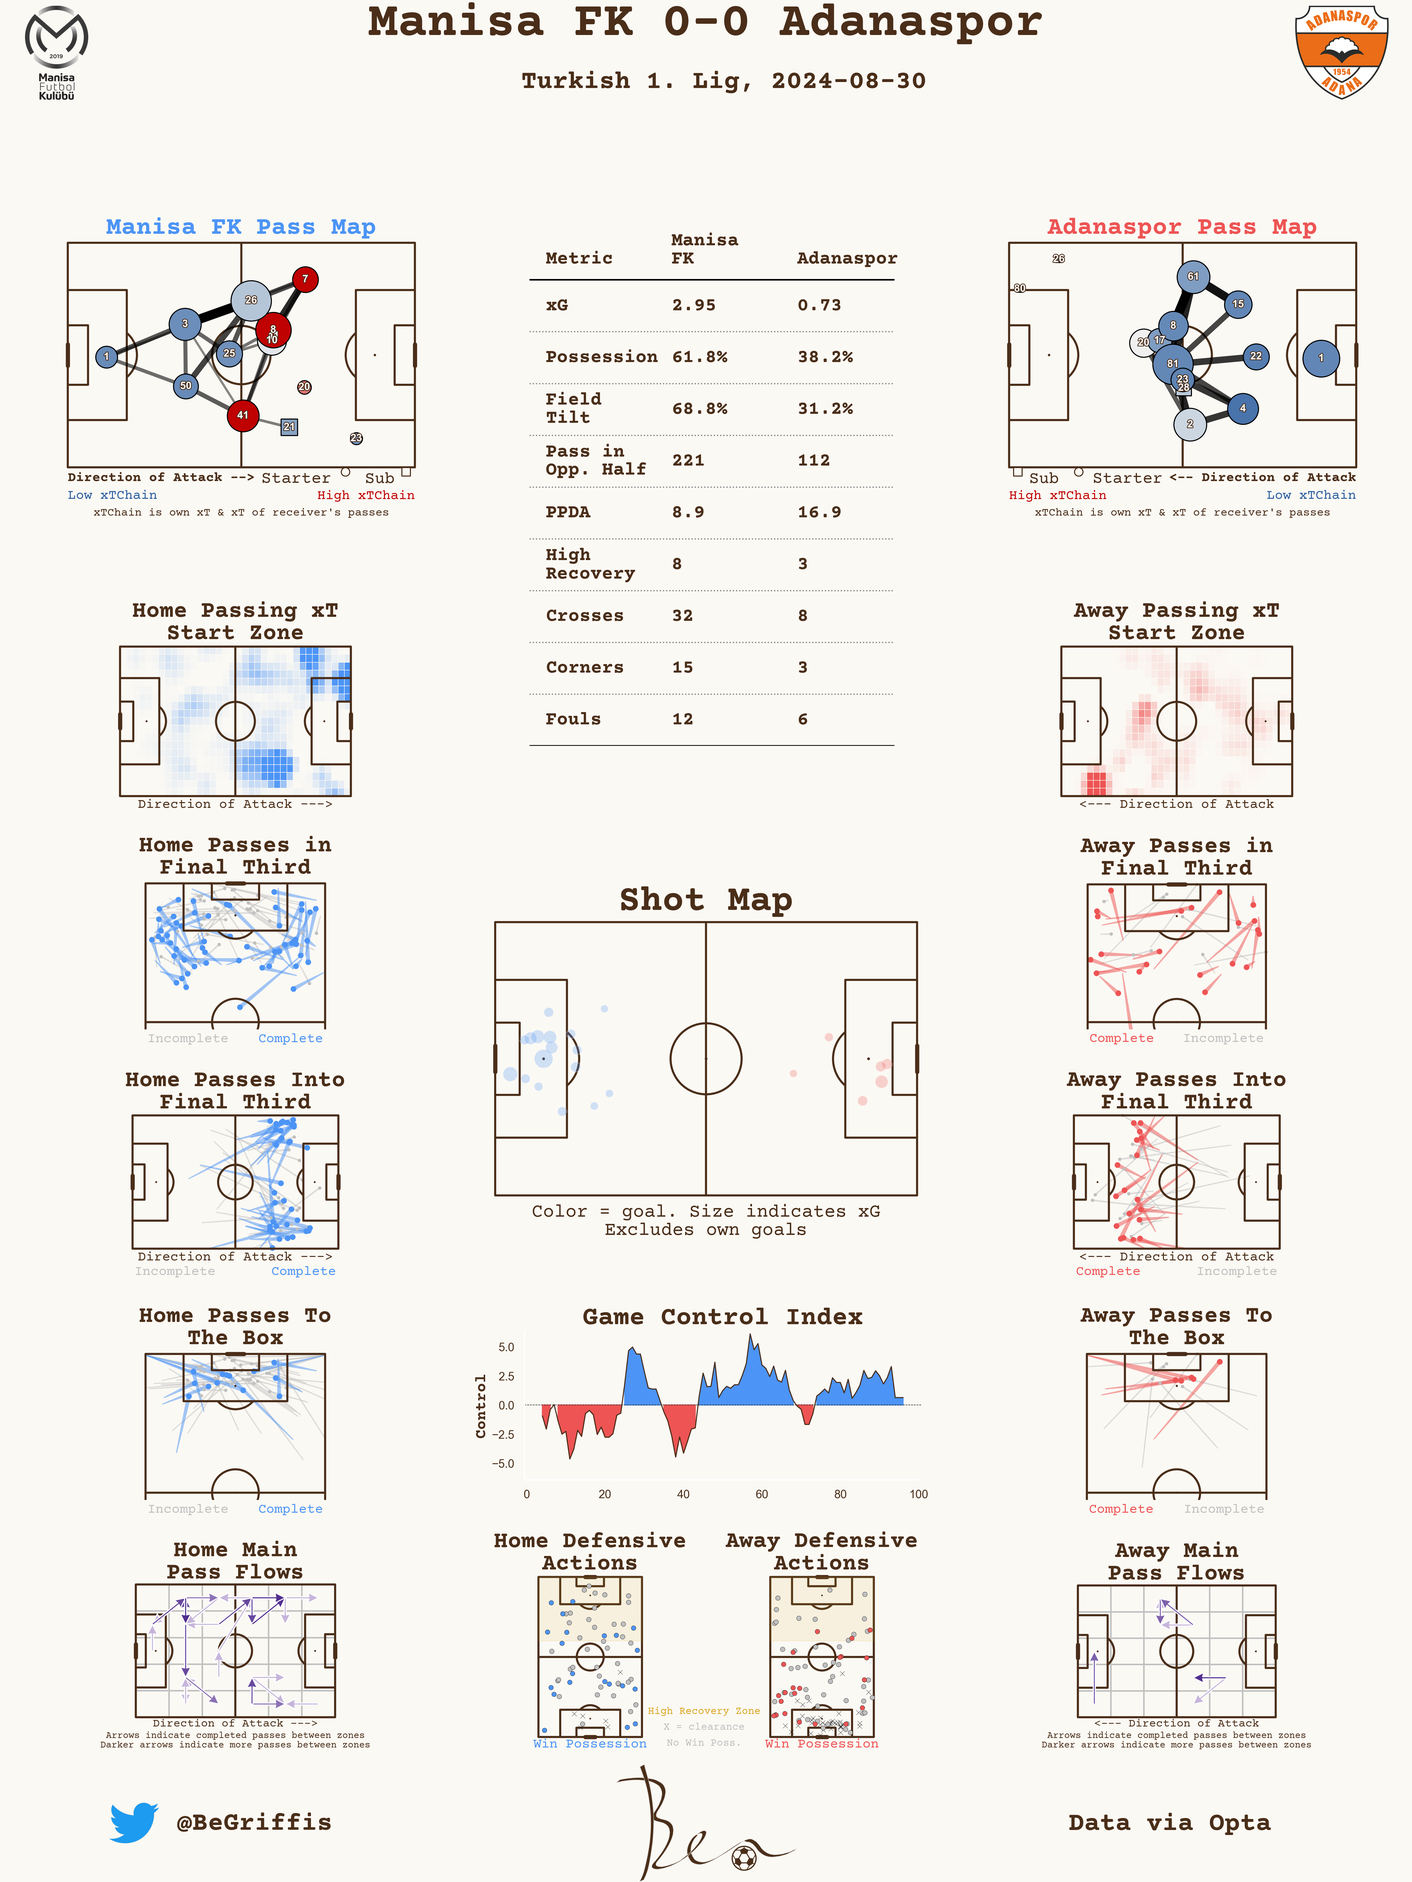 Manisa FK 0-0 Adanaspor
Turkish 1. Lig, 2024-08-30
2019
Manisa
Futbol
Kulübü
ADANASPOR
1954
ADANA
Manisa FK Pass Map
7
26
3
8
10
25
1
50
20
41
21
23
Direction of Attack --> Starter Sub
Low xTChain High xTChain
xTChain is own xT & xT of receiver's passes
Metric Manisa FK Adanaspor
xG 2.95 0.73
Possession 61.8% 38.2%
Field Tilt 68.8% 31.2%
Pass in Opp. Half 221 112
PPDA 8.9 16.9
High Recovery 8 3
Crosses 32 8
Corners 15 3
Fouls 12 6
Adanaspor Pass Map
26
61
80
15
8
20
17
22
1
81
23
28
4
2
Sub Starter <-- Direction of Attack
High xTChain Low xTChain
xTChain is own xT & xT of receiver's passes
Home Passing xT
Start Zone
Direction of Attack --->
Away Passing xT
Start Zone
<--- Direction of Attack
Home Passes in
Final Third
Incomplete Complete
Away Passes in
Final Third
Complete Incomplete
Shot Map
Color = goal. Size indicates xG
Excludes own goals
Home Passes Into
Final Third
Direction of Attack --->
Incomplete Complete
Away Passes Into
Final Third
<--- Direction of Attack
Complete Incomplete
Home Passes To
The Box
Incomplete Complete
Game Control Index
Control
5.0
2.5
0.0
−2.5
−5.0
0 20 40 60 80 100
Away Passes To
The Box
Complete Incomplete
Home Main
Pass Flows
Direction of Attack --->
Arrows indicate completed passes between zones
Darker arrows indicate more passes between zones
Home Defensive
Actions
Win Possession
Away Defensive
Actions
Win Possession
High Recovery Zone
X = clearance
No Win Poss.
Away Main
Pass Flows
<--- Direction of Attack
Arrows indicate completed passes between zones
Darker arrows indicate more passes between zones
@BeGriffis
Ben
Data via Opta